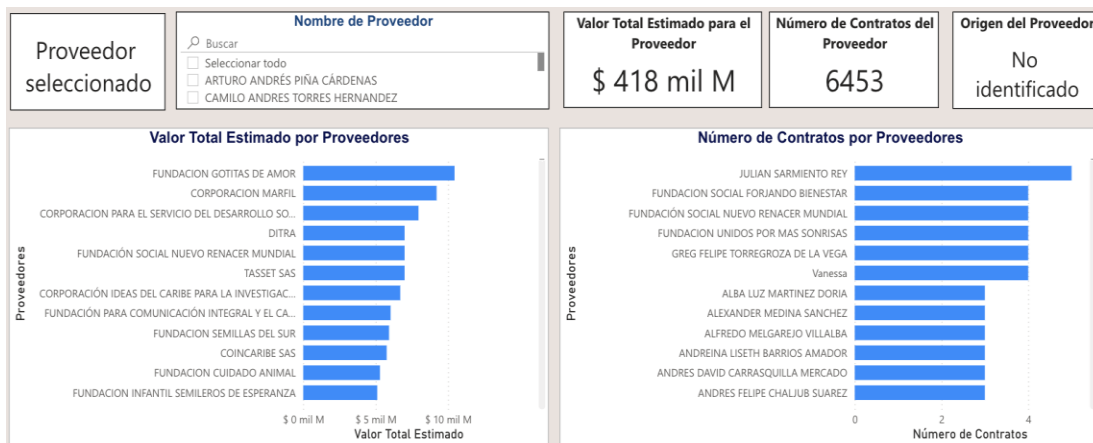 Proveedor
seleccionado
Nombre de Proveedor
Buscar
Seleccionar todo
ARTURO ANDRÉS PIÑA CÁRDENAS
CAMILO ANDRES TORRES HERNANDEZ
Valor Total Estimado para el
Proveedor
$ 418 mil M
Número de Contratos del
Proveedor
6453
Origen del Proveedor
No
identificado
Valor Total Estimado por Proveedores
Proveedores
FUNDACION GOTITAS DE AMOR
CORPORACION MARFIL
CORPORACION PARA EL SERVICIO DEL DESARROLLO SO...
DITRA
FUNDACIÓN SOCIAL NUEVO RENACER MUNDIAL
TASSET SAS
CORPORACIÓN IDEAS DEL CARIBE PARA LA INVESTIGAC...
FUNDACIÓN PARA COMUNICACIÓN INTEGRAL Y EL CA...
FUNDACION SEMILLAS DEL SUR
COINCARIBE SAS
FUNDACION CUIDADO ANIMAL
FUNDACION INFANTIL SEMILEROS DE ESPERANZA
$ 0 mil M $ 5 mil M $ 10 mil M
Valor Total Estimado
Número de Contratos por Proveedores
Proveedores
JULIAN SARMIENTO REY
FUNDACION SOCIAL FORJANDO BIENESTAR
FUNDACIÓN SOCIAL NUEVO RENACER MUNDIAL
FUNDACION UNIDOS POR MAS SONRISAS
GREG FELIPE TORREGROZA DE LA VEGA
Vanessa
ALBA LUZ MARTINEZ DORIA
ALEXANDER MEDINA SANCHEZ
ALFREDO MELGAREJO VILLALBA
ANDREINA LISETH BARRIOS AMADOR
ANDRES DAVID CARRASQUILLA MERCADO
ANDRES FELIPE CHALJUB SUAREZ
0 2 4
Número de Contratos